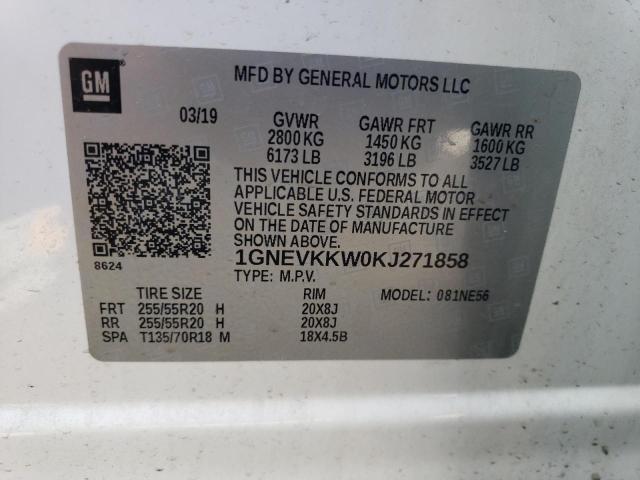 GM
MFD BY GENERAL MOTORS LLC
03/19 GVWR GAWR FRT GAWR RR
2800 KG 1450 KG 1600 KG
6173 LB 3196 LB 3527 LB
THIS VEHICLE CONFORMS TO ALL
APPLICABLE U.S. FEDERAL MOTOR
VEHICLE SAFETY STANDARDS IN EFFECT
ON THE DATE OF MANUFACTURE
SHOWN ABOVE.
8624
1GNEVKKW0KJ271858
TYPE: M.P.V.
TIRE SIZE RIM MODEL: 081NE56
FRT 255/55R20 H 20X8J
RR 255/55R20 H 20X8J
SPA T135/70R18 M 18X4.5B